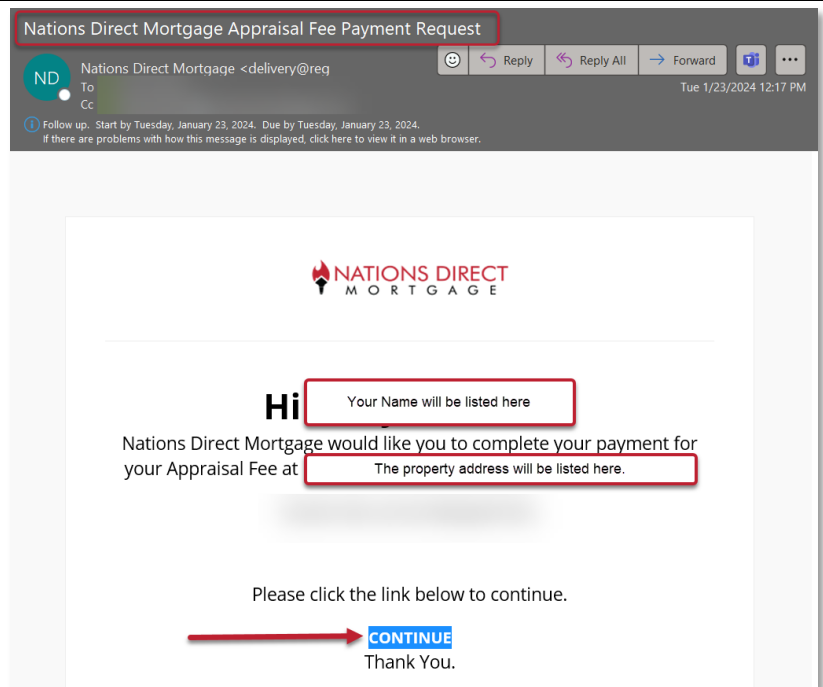 Nations Direct Mortgage Appraisal Fee Payment Request
ND
Nations Direct Mortgage <delivery@reg
Reply
Reply All
Forward
To
Cc
Tue 1/23/2024 12:17 PM
Follow up. Start by Tuesday, January 23, 2024. Due by Tuesday, January 23, 2024.
If there are problems with how this message is displayed, click here to view it in a web browser.
NATIONS DIRECT
MORTGAGE
Hi Your Name will be listed here
Nations Direct Mortgage would like you to complete your payment for
your Appraisal Fee at The property address will be listed here.
Please click the link below to continue.
CONTINUE
Thank You.